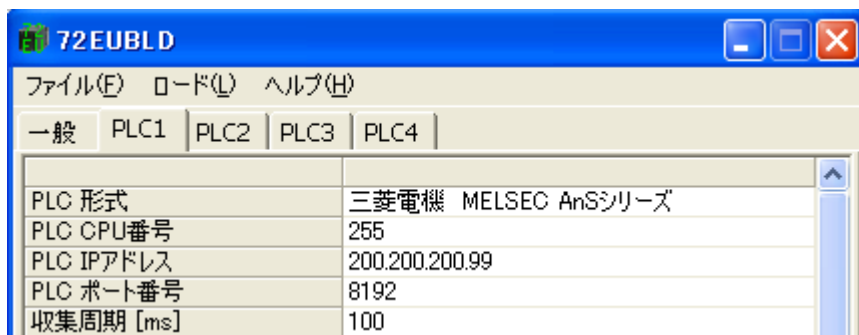 72EUBLD
ファイル(F) ロード(L) ヘルプ(H)
一般 PLC1 PLC2 PLC3 PLC4
PLC 形式 三菱電機 MELSEC AnSシリーズ
PLC CPU番号 255
PLC IPアドレス 200.200.200.99
PLC ポート番号 8192
収集周期 [ms] 100